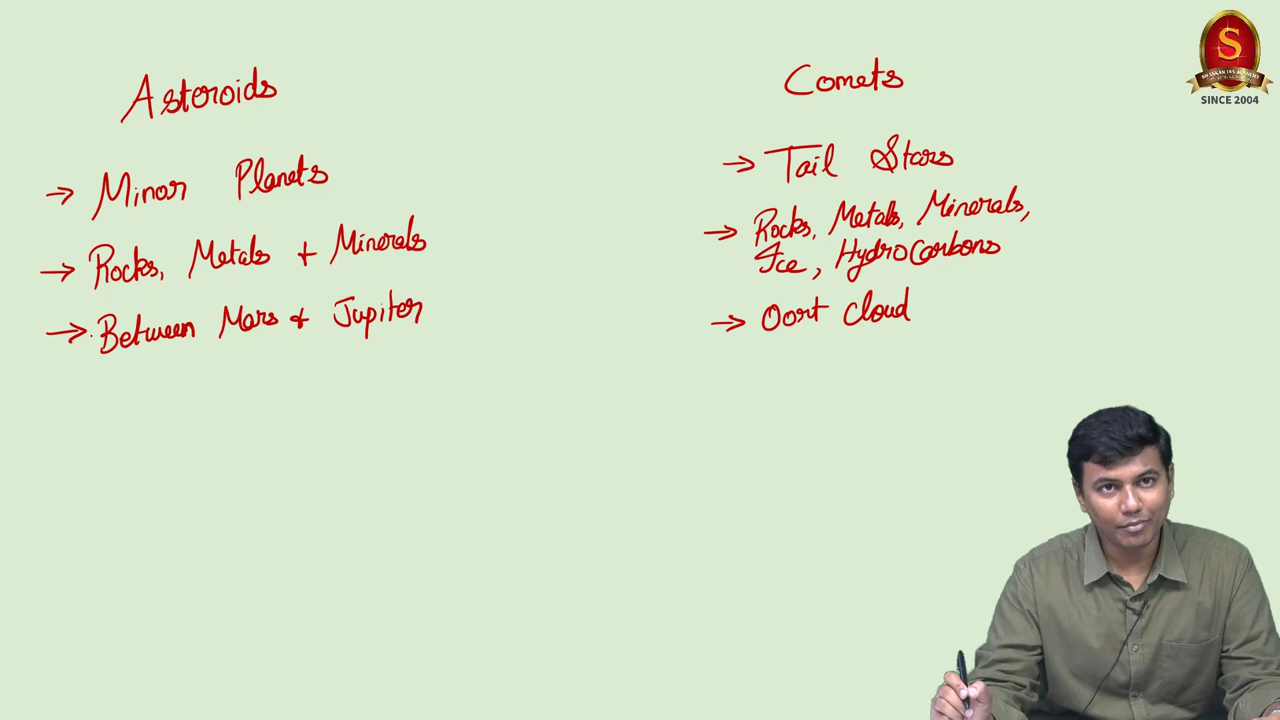 Asteroids
→ Minor Planets
→ Rocks, Metals + Minerals
→ Between Mars & Jupiter
Comets
→ Tail Stars
→ Rocks, Metals, Minerals,
Ice, Hydrocarbons
→ Oort Cloud
S
SINCE 2004